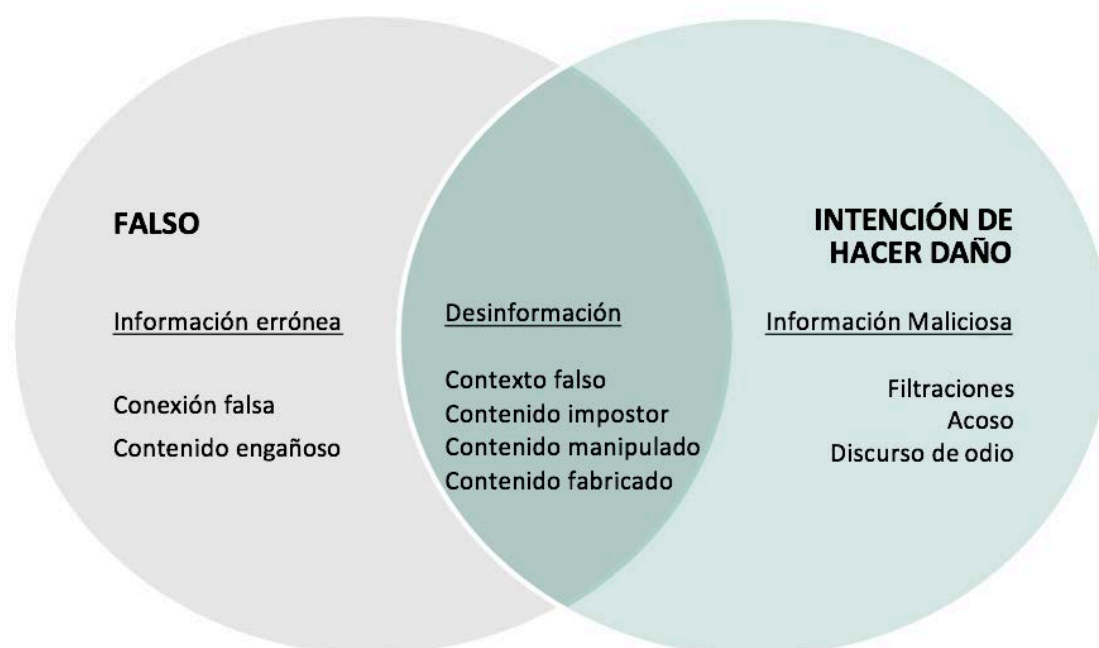 FALSO
Información errónea
Conexión falsa
Contenido engañoso
Desinformación
Contexto falso
Contenido impostor
Contenido manipulado
Contenido fabricado
INTENCIÓN DE
HACER DAÑO
Información Maliciosa
Filtraciones
Acoso
Discurso de odio